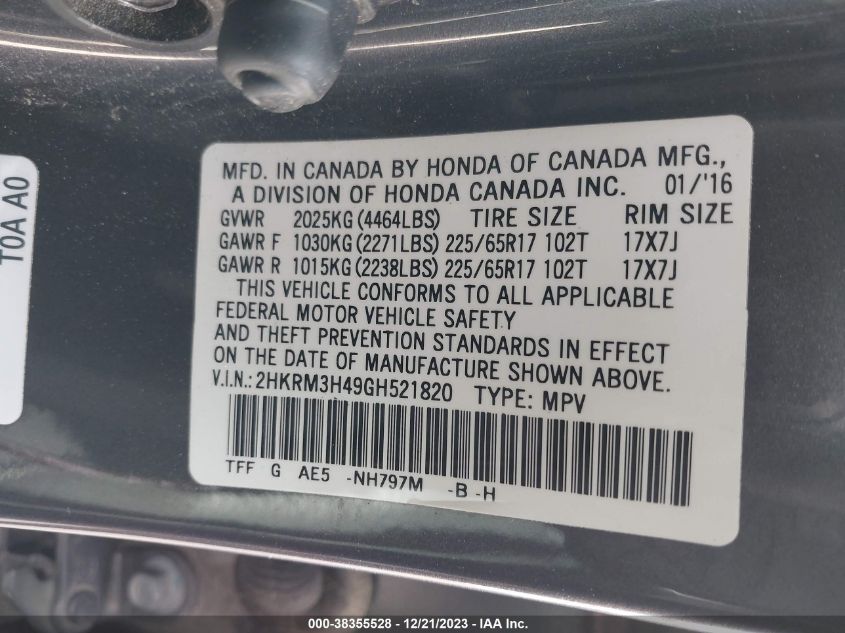 T0A A0
MFD. IN CANADA BY HONDA OF CANADA MFG.,
A DIVISION OF HONDA CANADA INC. 01/'16
GVWR 2025KG (4464LBS) TIRE SIZE RIM SIZE
GAWR F 1030KG (2271LBS) 225/65R17 102T 17X7J
GAWR R 1015KG (2238LBS) 225/65R17 102T 17X7J
THIS VEHICLE CONFORMS TO ALL APPLICABLE
FEDERAL MOTOR VEHICLE SAFETY
AND THEFT PREVENTION STANDARDS IN EFFECT
ON THE DATE OF MANUFACTURE SHOWN ABOVE.
V.I.N.: 2HKRM3H49GH521820 TYPE: MPV
TFF G AE5 -NH797M -B -H
000-38355528 - 12/21/2023 - IAA Inc.